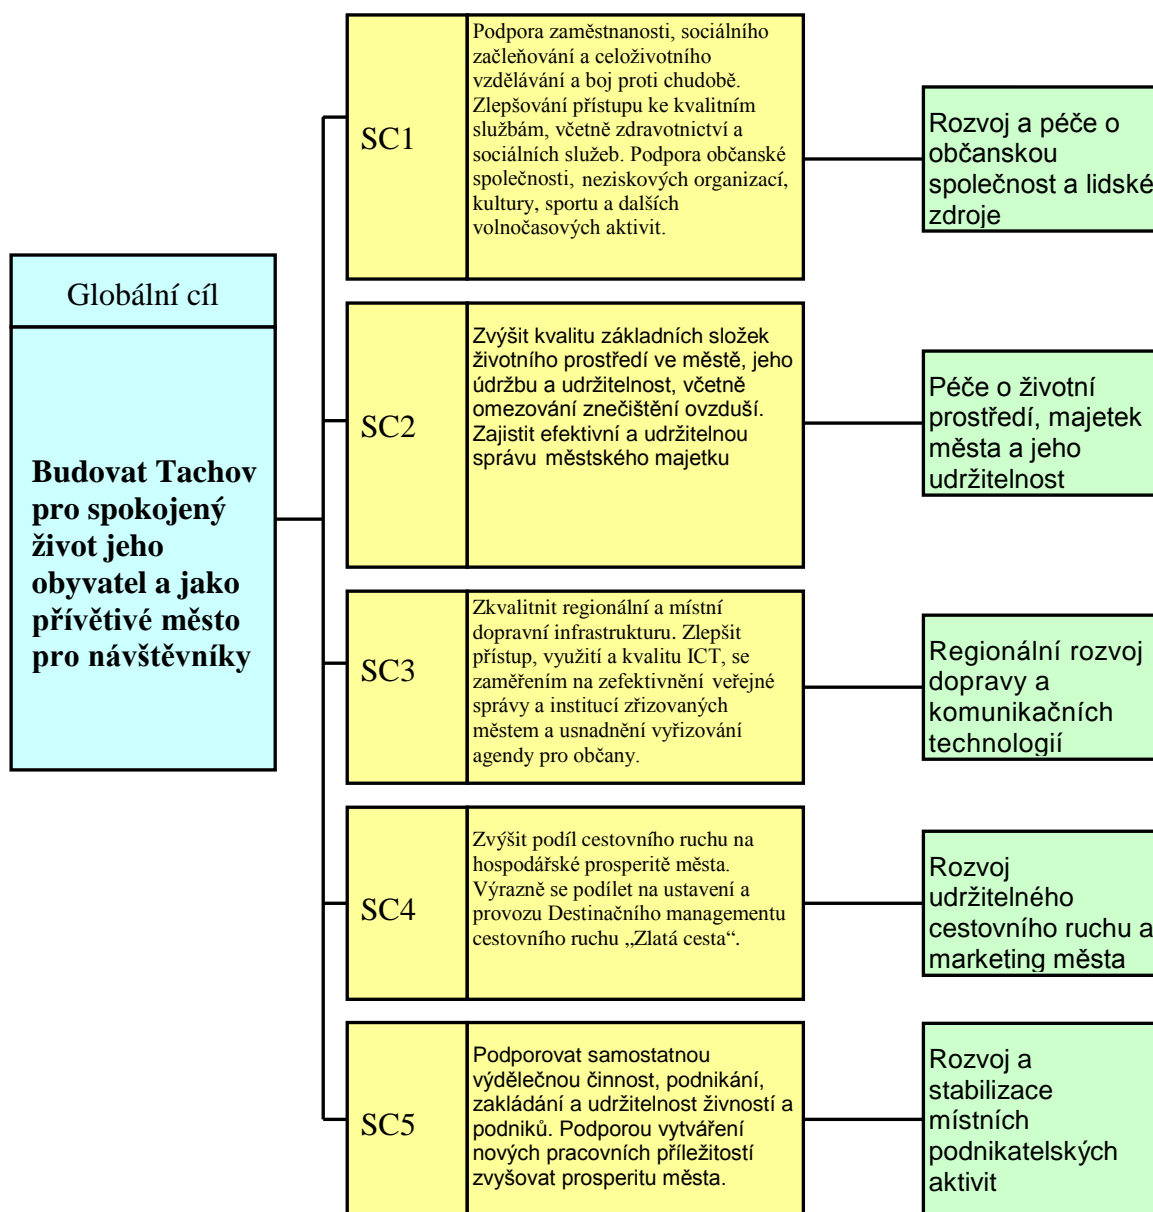 Globální cíl
Budovat Tachov
pro spokojený
život jeho
obyvatel a jako
přívětivé město
pro návštěvníky
SC1
Podpora zaměstnanosti, sociálního
začleňování a celoživotního
vzdělávání a boj proti chudobě.
Zlepšování přístupu ke kvalitním
službám, včetně zdravotnictví a
sociálních služeb. Podpora občanské
společnosti, neziskových organizací,
kultury, sportu a dalších
volnočasových aktivit.
Rozvoj a péče o
občanskou
společnost a lidské
zdroje
SC2
Zvýšit kvalitu základních složek
životního prostředí ve městě, jeho
údržbu a udržitelnost, včetně
omezování znečištění ovzduší.
Zajistit efektivní a udržitelnou
správu městského majetku
Péče o životní
prostředí, majetek
města a jeho
udržitelnost
SC3
Zkvalitnit regionální a místní
dopravní infrastrukturu. Zlepšit
přístup, využití a kvalitu ICT, se
zaměřením na zefektivnění veřejné
správy a institucí zřizovaných
městem a usnadnění vyřizování
agendy pro občany.
Regionální rozvoj
dopravy a
komunikačních
technologií
SC4
Zvýšit podíl cestovního ruchu na
hospodářské prosperitě města.
Výrazně se podílet na ustavení a
provozu Destinačního managementu
cestovního ruchu „Zlatá cesta“.
Rozvoj
udržitelného
cestovního ruchu a
marketing města
SC5
Podporovat samostatnou
výdělečnou činnost, podnikání,
zakládání a udržitelnost živností a
podniků. Podporou vytváření
nových pracovních příležitostí
zvyšovat prosperitu města.
Rozvoj a
stabilizace
místních
podnikatelských
aktivit